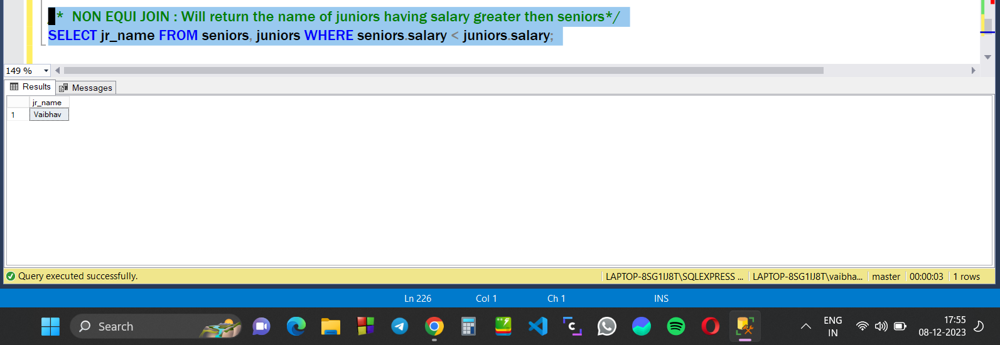 * NON EQUI JOIN : Will return the name of juniors having salary greater then seniors*/
SELECT jr_name FROM seniors, juniors WHERE seniors.salary < juniors.salary;
149 %
Results Messages
jr_name
1 Vaibhav
Query executed successfully. LAPTOP-8SG1IJ8T\SQLEXPRESS ... LAPTOP-8SG1IJ8T\vaibha... master 00:00:03 1 rows
Ln 226 Col 1 Ch 1 INS
Search
ENG
IN
17:55
08-12-2023